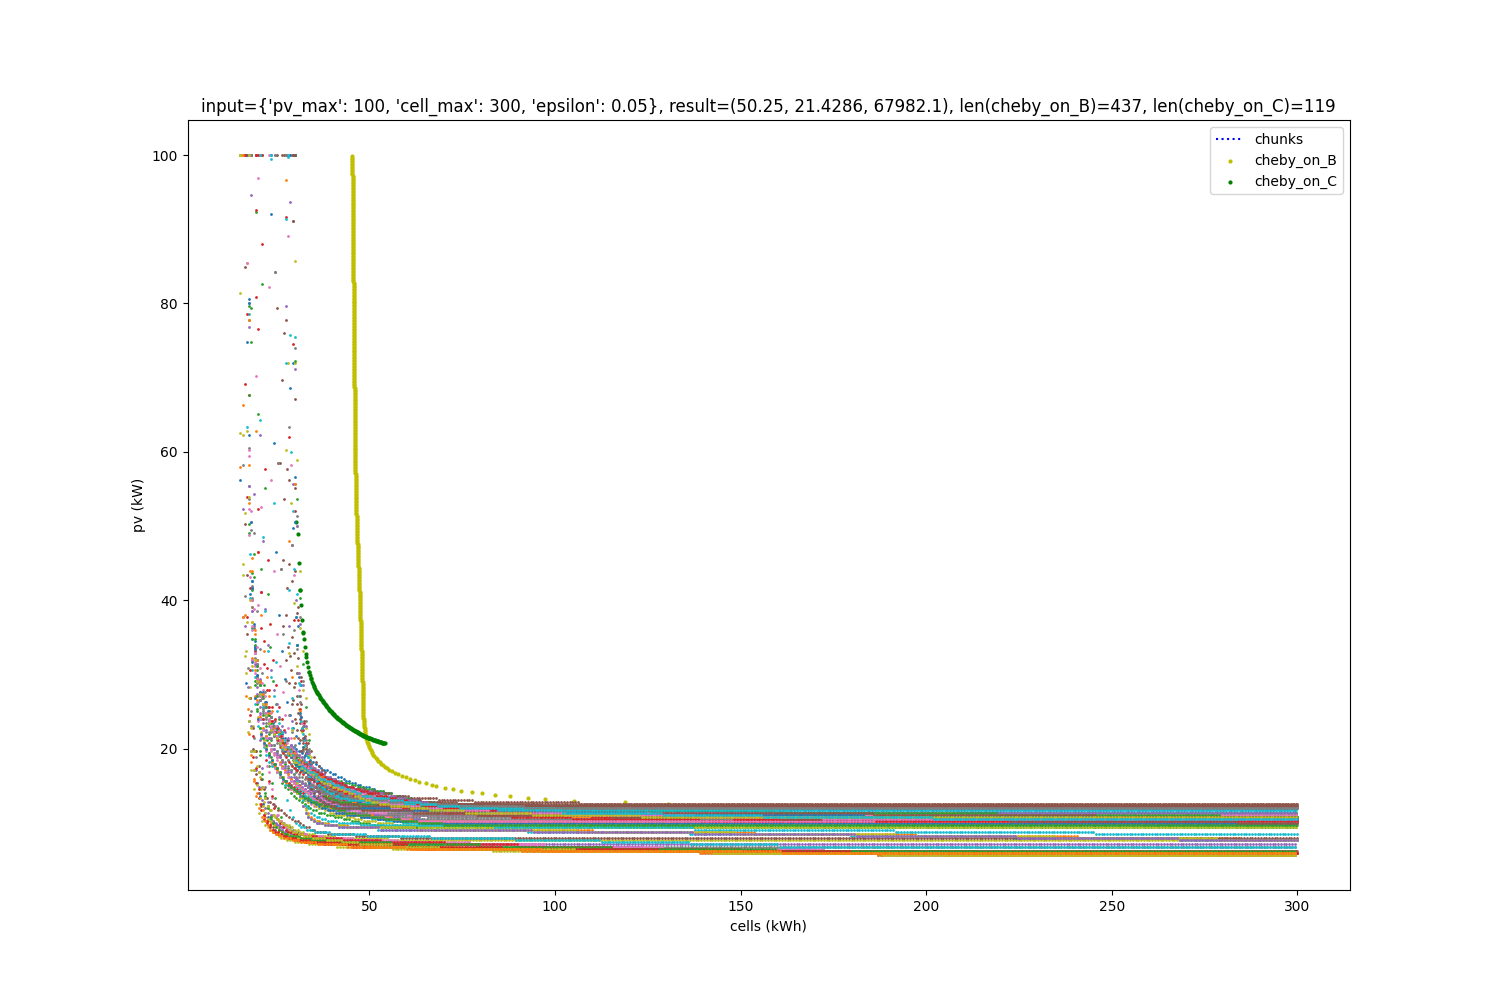 input={'pv_max': 100, 'cell_max': 300, 'epsilon': 0.05}, result=(50.25, 21.4286, 67982.1), len(cheby_on_B)=437, len(cheby_on_C)=119
chunks
cheby_on_B
cheby_on_C
100
80
60
40
20
pv (kW)
50 100 150 200 250 300
cells (kWh)